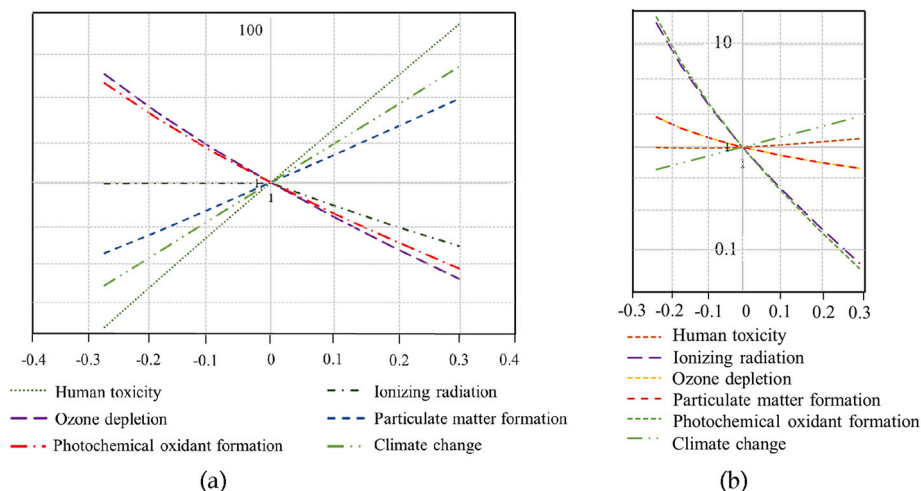 (a)
(b)
100
10
1
1
1
1
0.1
-0.4 -0.3 -0.2 -0.1 0 0.1 0.2 0.3 0.4
-0.3 -0.2 -0.1 0 0.1 0.2 0.3
Human toxicity
Ozone depletion
Photochemical oxidant formation
Ionizing radiation
Particulate matter formation
Climate change
Human toxicity
Ionizing radiation
Ozone depletion
Particulate matter formation
Photochemical oxidant formation
Climate change
(a)
(b)